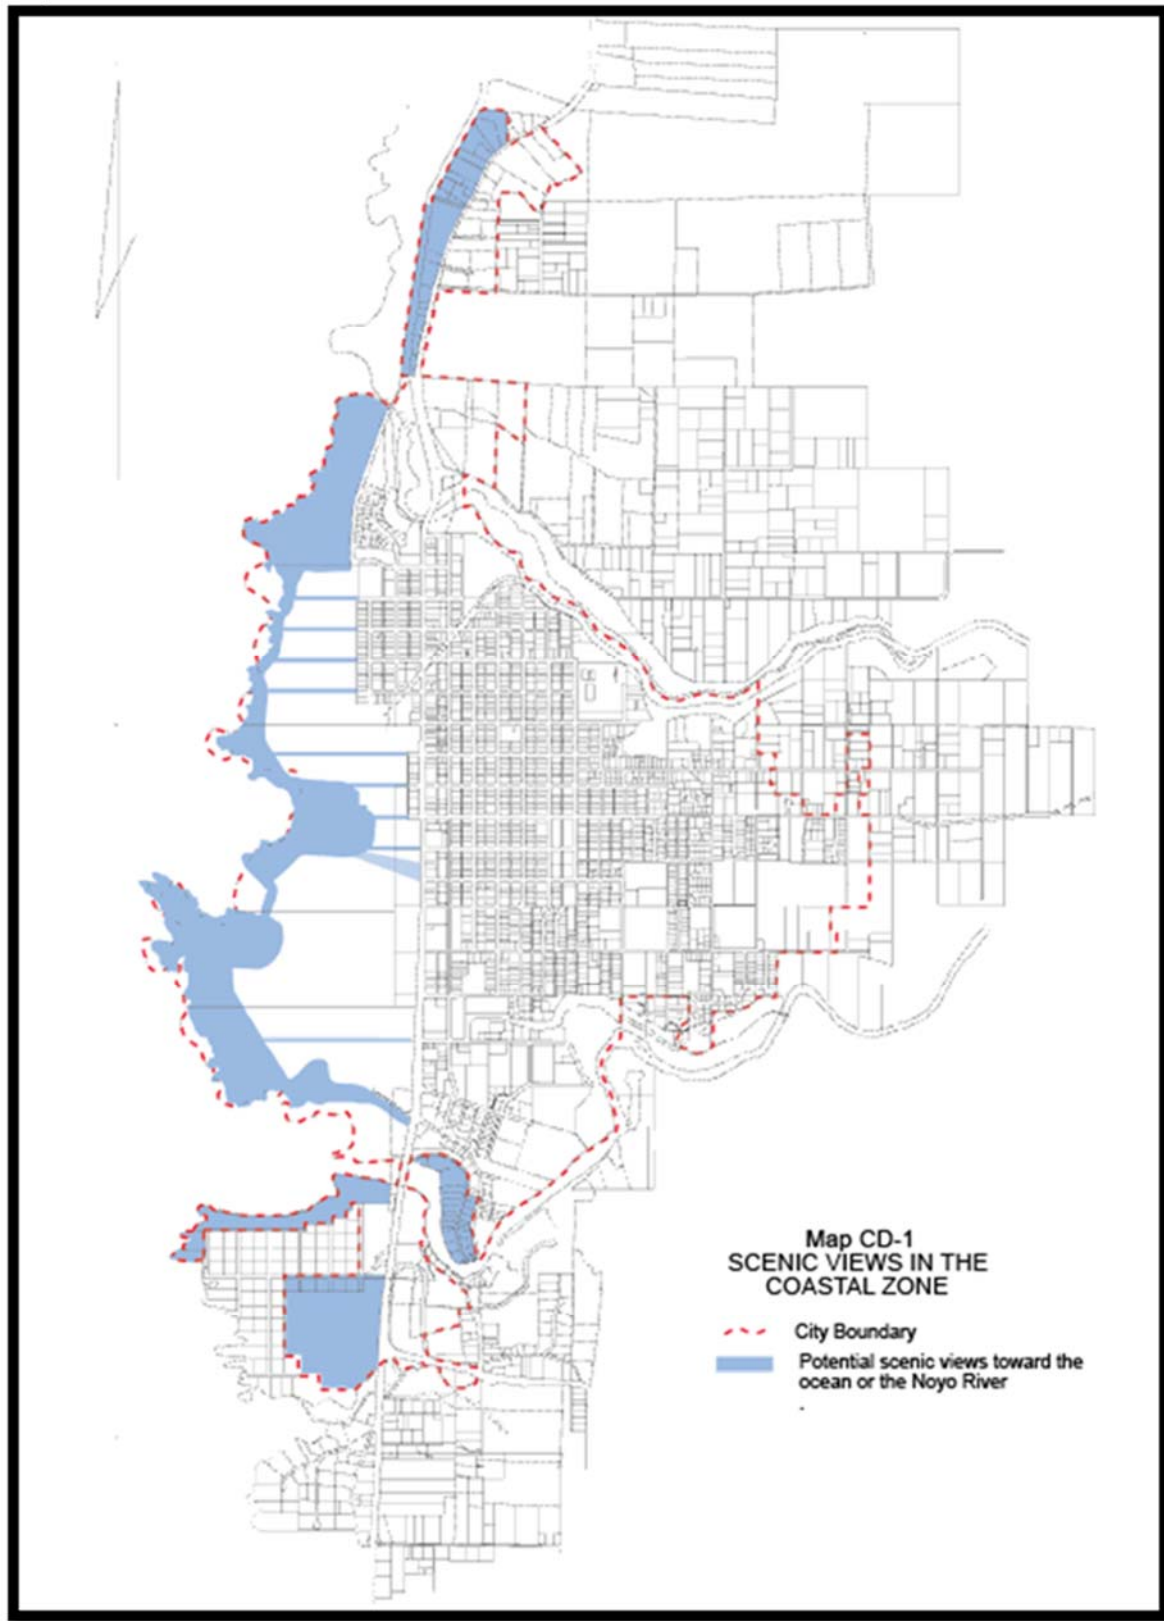 Map CD-1
SCENIC VIEWS IN THE
COASTAL ZONE
City Boundary
Potential scenic views toward the
ocean or the Noyo River